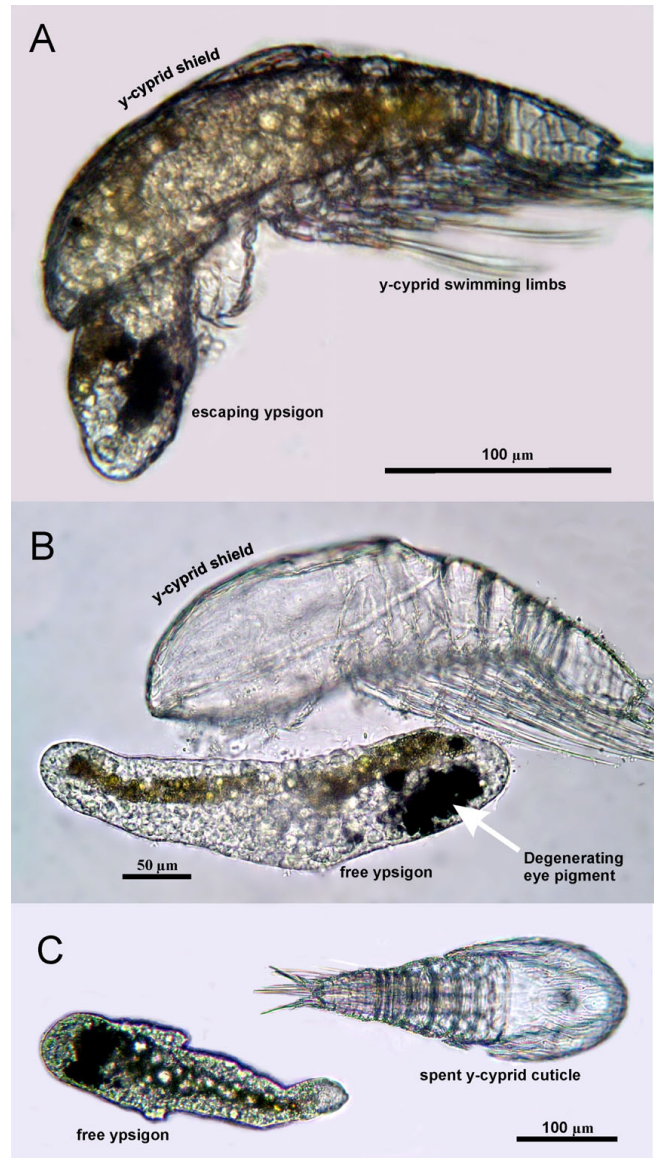 A
y-cyprid shield
y-cyprid swimming limbs
escaping ypsigon
100 µm
B
y-cyprid shield
50 µm
free ypsigon
Degenerating
eye pigment
C
spent y-cyprid cuticle
free ypsigon
100 µm